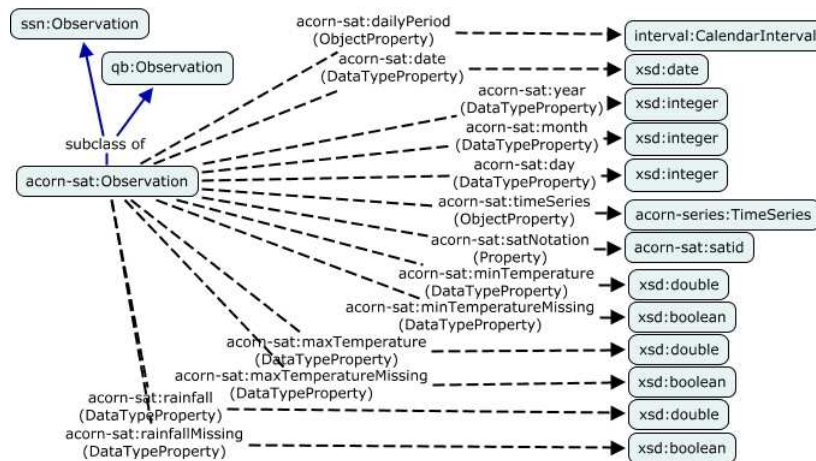 ssn:Observation
qb:Observation
subclass of
acorn-sat:Observation
acorn-sat:dailyPeriod
(ObjectProperty)
interval:CalendarInterval
acorn-sat:date
(DataTypeProperty)
xsd:date
acorn-sat:year
(DataTypeProperty)
xsd:integer
acorn-sat:month
(DataTypeProperty)
xsd:integer
acorn-sat:day
(DataTypeProperty)
xsd:integer
acorn-sat:timeSeries
(ObjectProperty)
acorn-series:TimeSeries
acorn-sat:satNotation
(Property)
acorn-sat:satid
acorn-sat:minTemperature
(DataTypeProperty)
xsd:double
acorn-sat:minTemperatureMissing
(DataTypeProperty)
xsd:boolean
acorn-sat:maxTemperature
(DataTypeProperty)
xsd:double
acorn-sat:maxTemperatureMissing
(DataTypeProperty)
xsd:boolean
acorn-sat:rainfall
(DataTypeProperty)
xsd:double
acorn-sat:rainfallMissing
(DataTypeProperty)
xsd:boolean